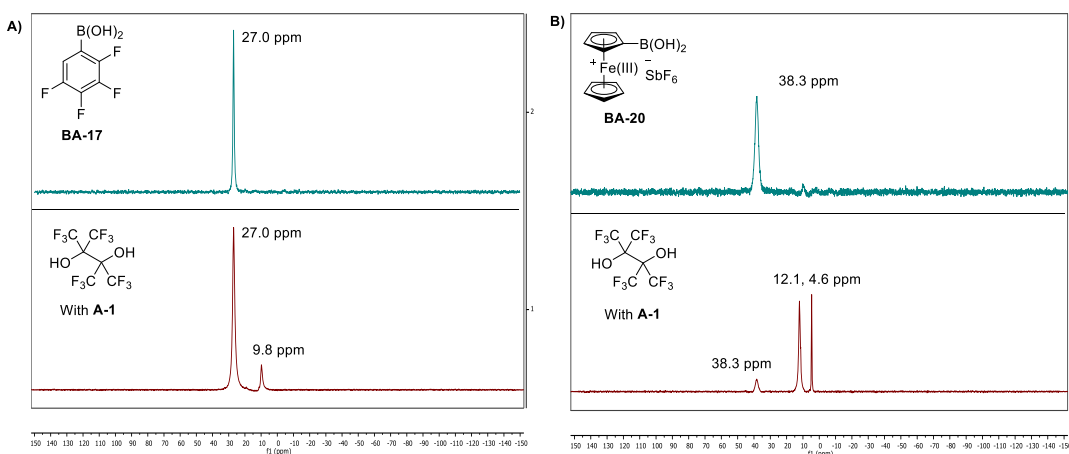 A)
B(OH)2
F
F
F
F
BA-17
27.0 ppm
2
F3C CF3
HO OH
F3C CF3
With A-1
27.0 ppm
9.8 ppm
1
150 140 130 120 110 100 90 80 70 60 50 40 30 20 10 0 -10 -20 -30 -40 -50 -60 -70 -80 -90 -100 -110 -120 -130 -140 -150
f1 (ppm)
B)
B(OH)2
+ Fe(III) −
SbF6
BA-20
38.3 ppm
F3C CF3
HO OH
F3C CF3
With A-1
12.1, 4.6 ppm
38.3 ppm
150 140 130 120 110 100 90 80 70 60 50 40 30 20 10 0 -10 -20 -30 -40 -50 -60 -70 -80 -90 -100 -110 -120 -130 -140 -150
f1 (ppm)